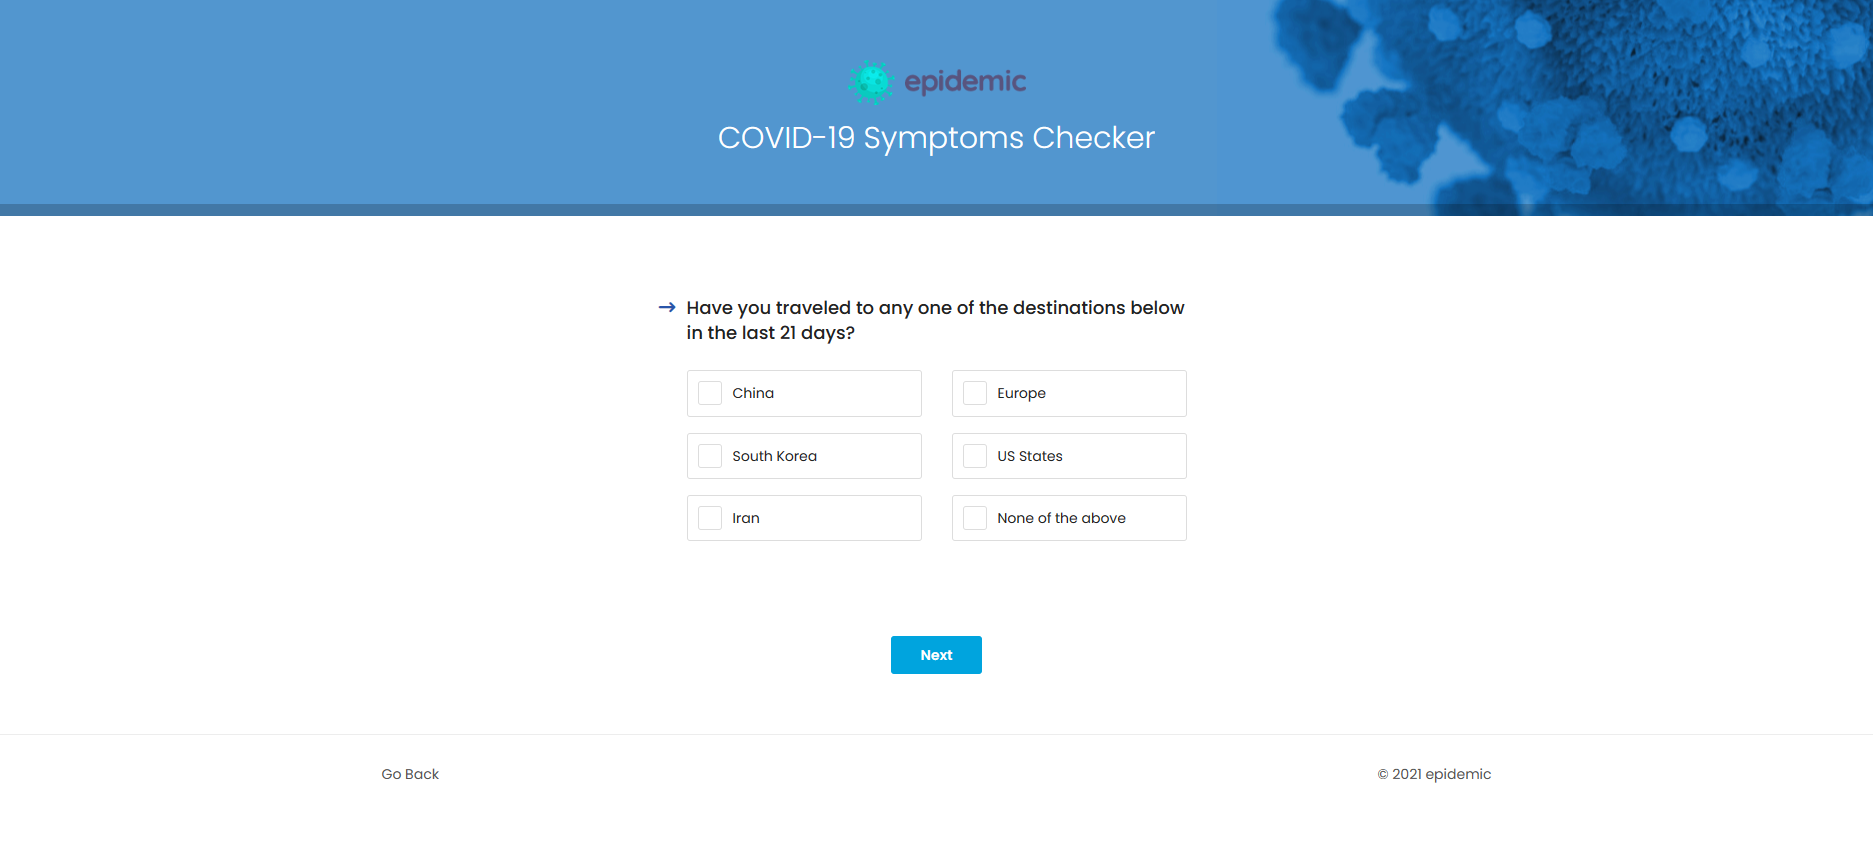 epidemic
COVID-19 Symptoms Checker
→ Have you traveled to any one of the destinations below
in the last 21 days?
China
Europe
South Korea
US States
Iran
None of the above
Next
Go Back
© 2021 epidemic